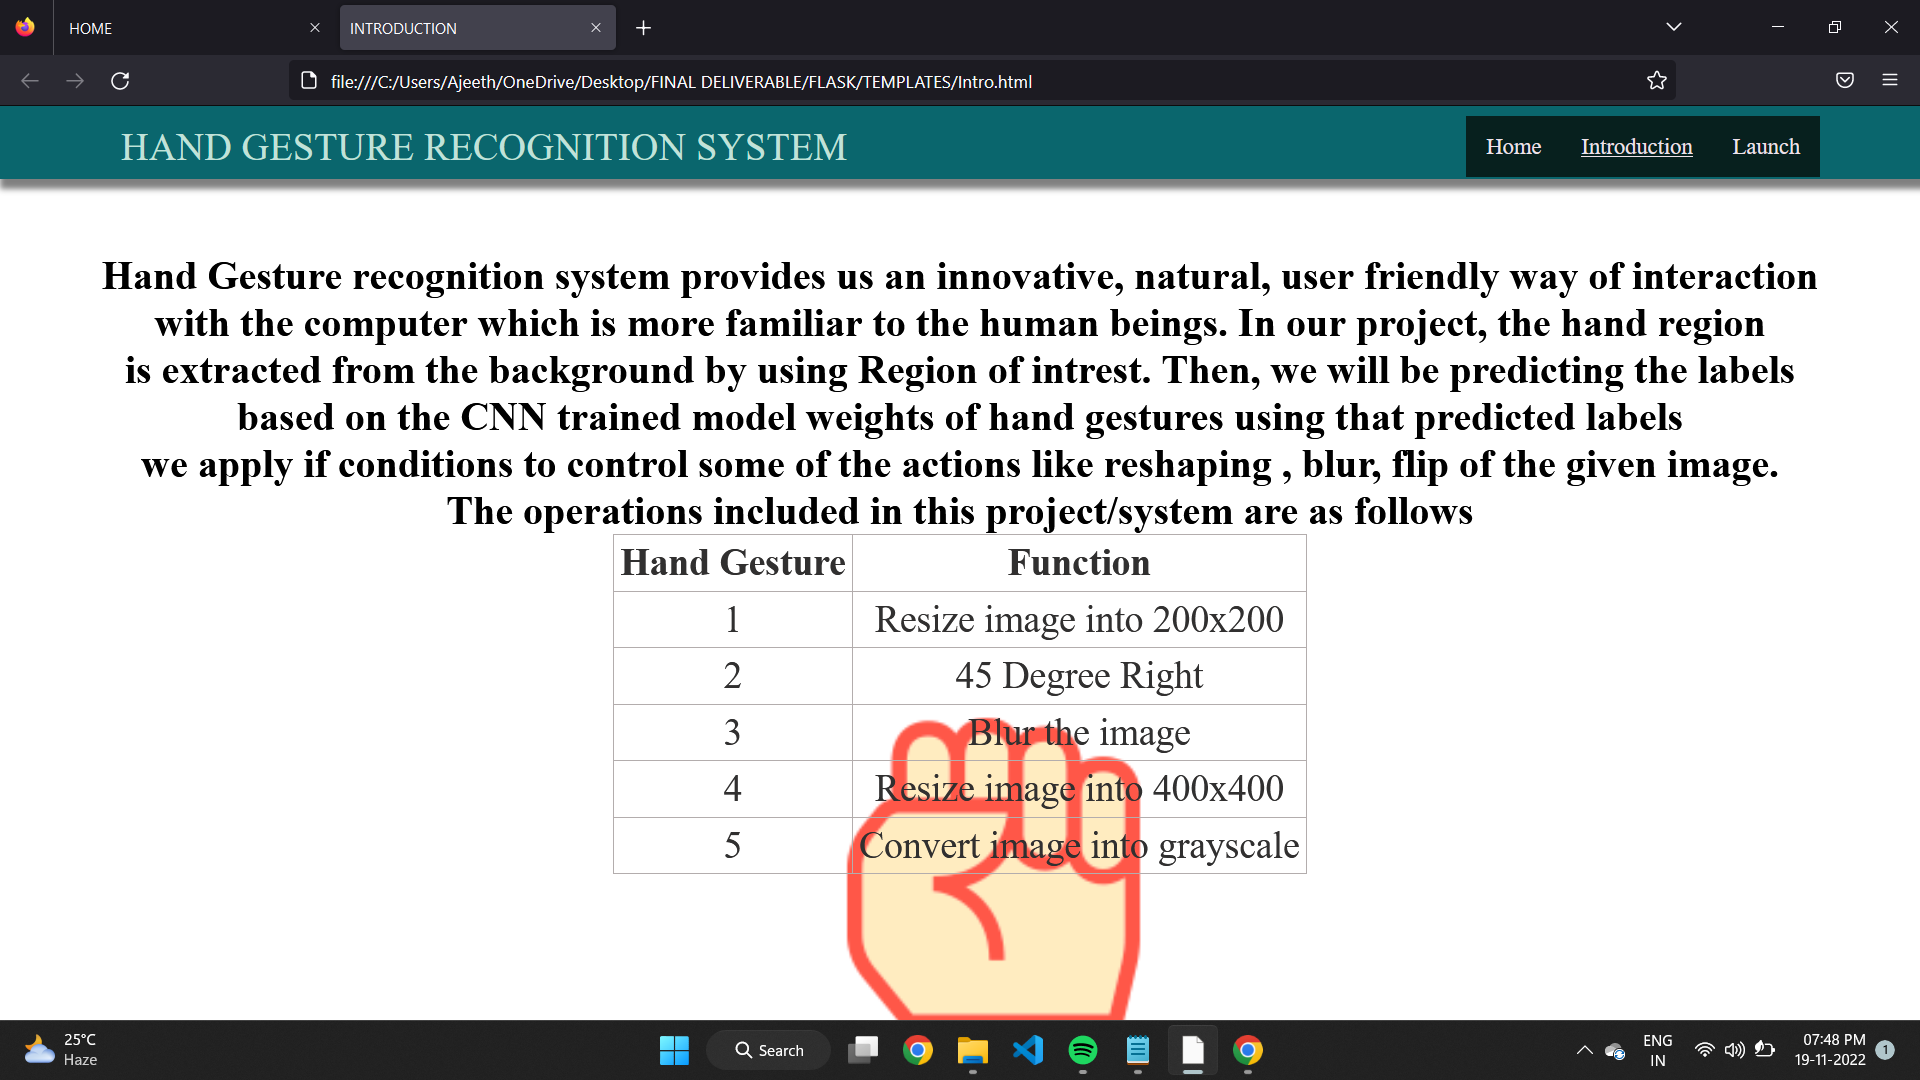 HOME
INTRODUCTION
file:///C:/Users/Ajeeth/OneDrive/Desktop/FINAL DELIVERABLE/FLASK/TEMPLATES/Intro.html
HAND GESTURE RECOGNITION SYSTEM
Home Introduction Launch
Hand Gesture recognition system provides us an innovative, natural, user friendly way of interaction
with the computer which is more familiar to the human beings. In our project, the hand region
is extracted from the background by using Region of intrest. Then, we will be predicting the labels
based on the CNN trained model weights of hand gestures using that predicted labels
we apply if conditions to control some of the actions like reshaping , blur, flip of the given image.
The operations included in this project/system are as follows
Hand Gesture Function
1 Resize image into 200x200
2 45 Degree Right
3 Blur the image
4 Resize image into 400x400
5 Convert image into grayscale
25°C
Haze
Search
ENG
IN
07:48 PM
19-11-2022
1